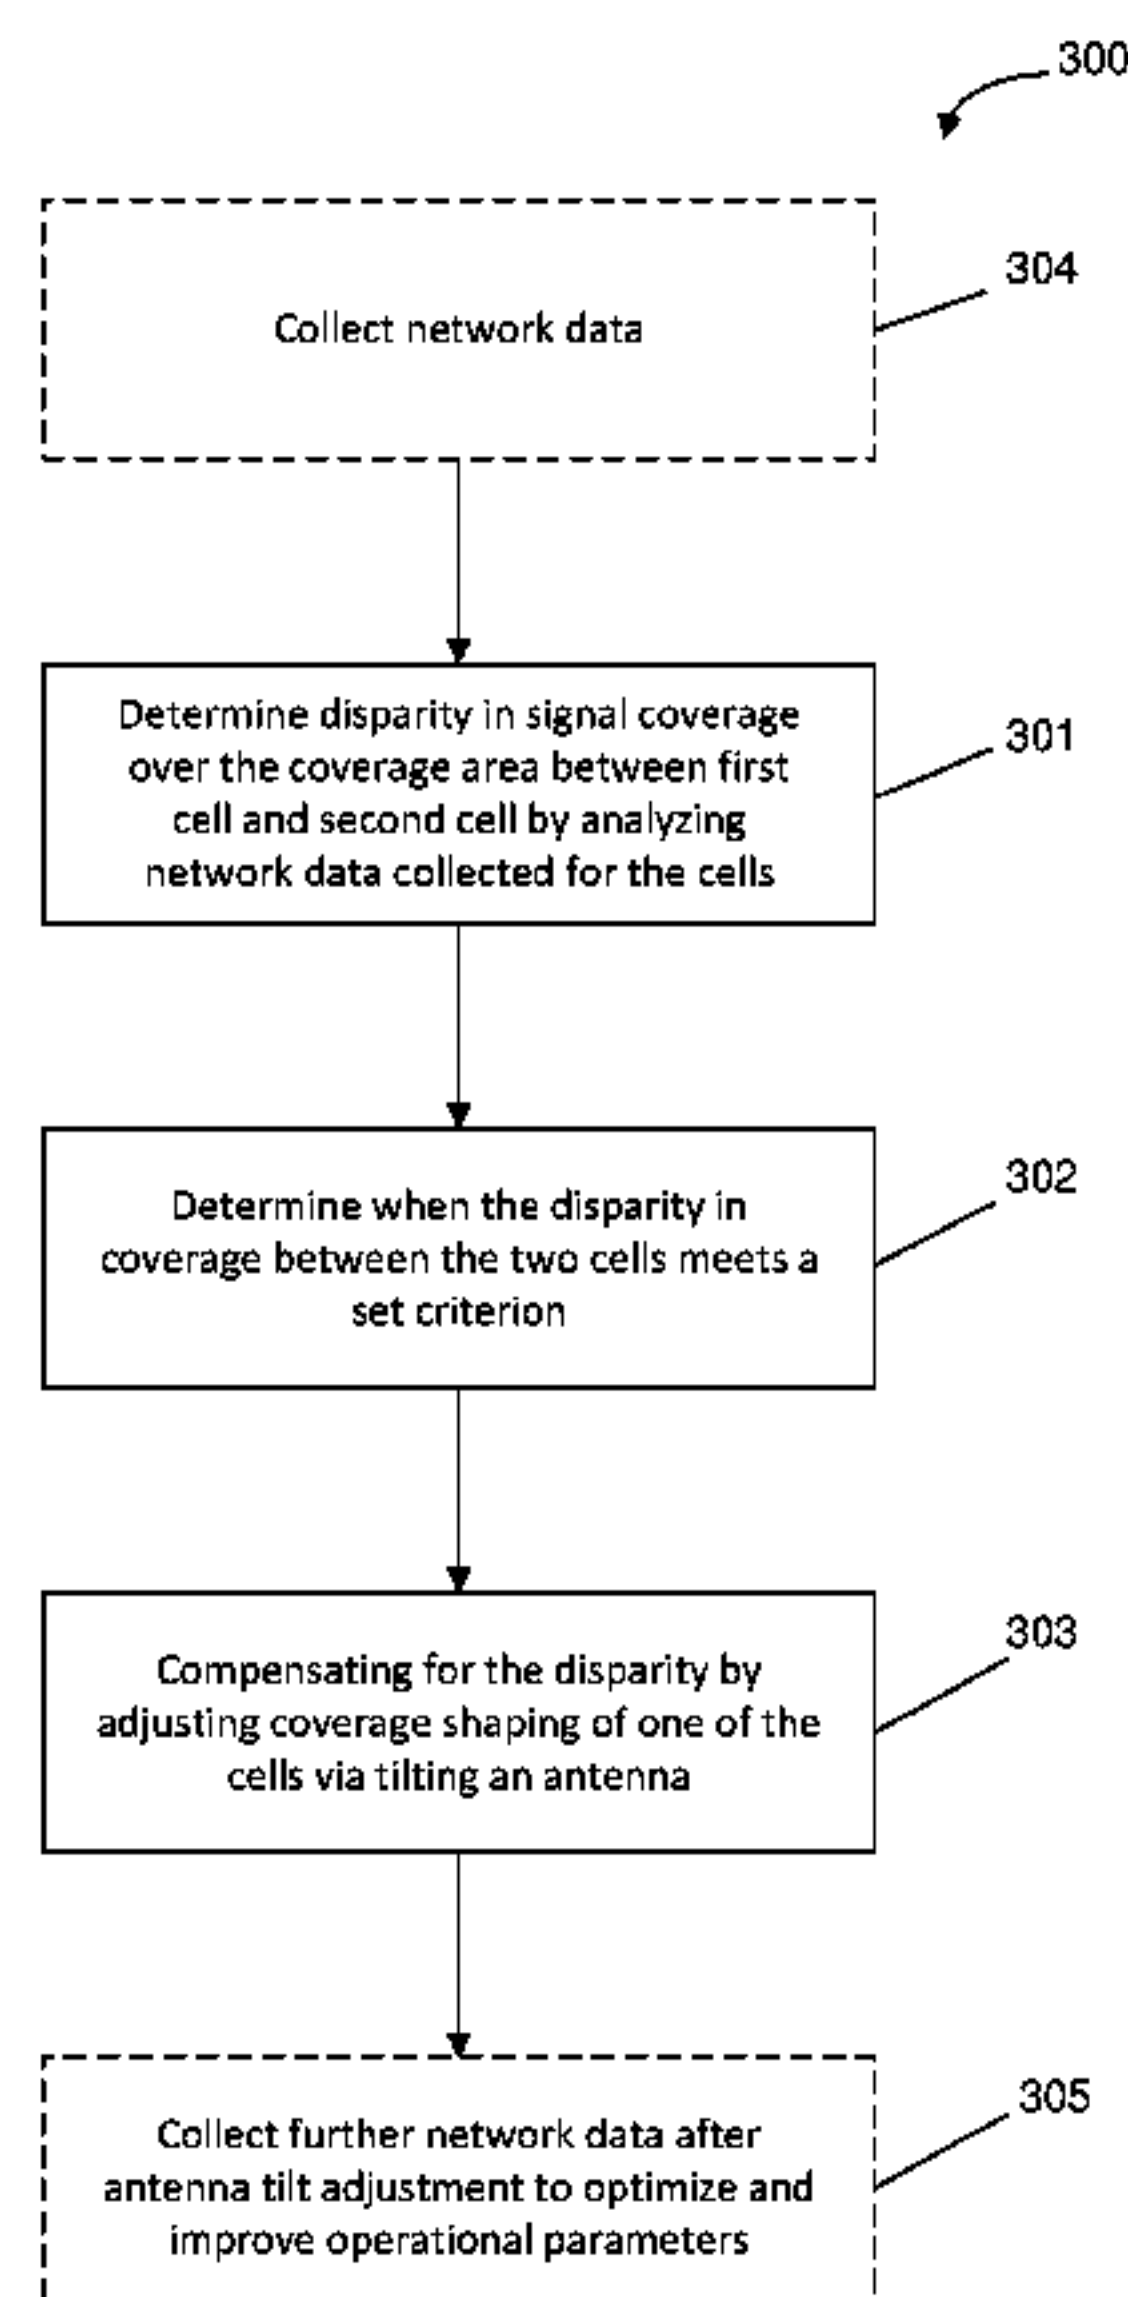 300
Collect network data
304
Determine disparity in signal coverage
over the coverage area between first
cell and second cell by analyzing
network data collected for the cells
301
Determine when the disparity in
coverage between the two cells meets a
set criterion
302
Compensating for the disparity by
adjusting coverage shaping of one of the
cells via tilting an antenna
303
Collect further network data after
antenna tilt adjustment to optimize and
improve operational parameters
305